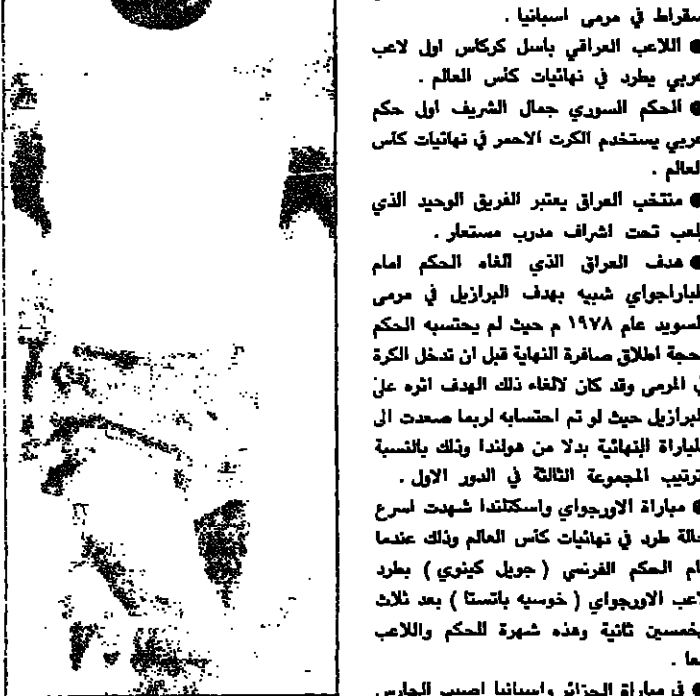 سقراط في مرمى اسبانيا .
● اللاعب العراقي باسل كركاس اول لاعب
عربي يطرد في نهائيات كأس العالم .
● الحكم السوري جمال الشريف اول حكم
عربي يستخدم الكرت الاحمر في نهائيات كاس
العالم .
● منتخب العراق يعتبر الفريق الوحيد الذي
يلعب تحت اشراف مدرب مستعار .
● هدف العراق الذي الغاه الحكم امام
الباراجواي شبيه بهدف البرازيل في مرمى
السويد عام ١٩٧٨ م حيث لم يحتسبه الحكم
بحجة اطلاق صافرة النهاية قبل ان تدخل الكرة
في المرمى وقد كان لالغاء ذلك الهدف اثره على
البرازيل حيث لو تم احتسابه لربما صعدت الى
المباراة النهائية بدلا من هولندا وذلك بالنسبة
لترتيب المجموعة الثالثة في الدور الاول .
● مباراة الاورجواي واسكتلندا شهدت اسرع
حالة طرد في نهائيات كأس العالم وذلك عندما
قام الحكم الفرنسي ( جويل كينوي ) بطرد
لاعب الاورجواي ( خوسيه باتستا ) بعد ثلاث
وخمسين ثانية وهذه شهرة للحكم واللاعب
معا .
● في مباراة الجزائر واسبانيا اصيب الحارس